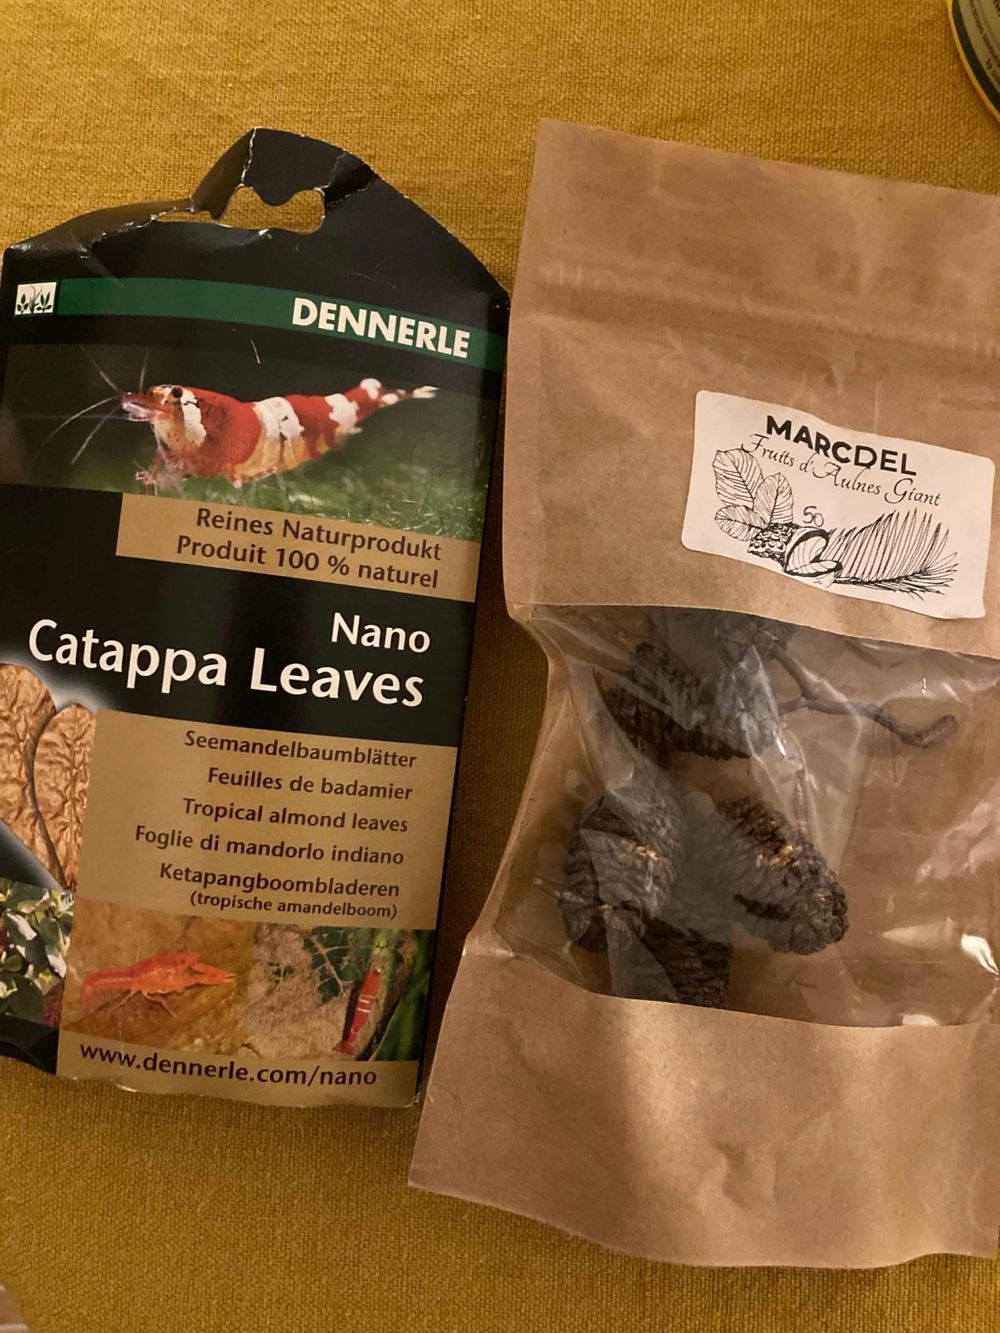 DENNERLE
Reines Naturprodukt
Produit 100 % naturel
Nano
Catappa Leaves
Seemandelbaumblätter
Feuilles de badamier
Tropical almond leaves
Foglie di mandorlo indiano
Ketapangboombladeren
(tropische amandelboom)
www.dennerle.com/nano
MARCDEL
Fruits d'Aulnes Géant
50